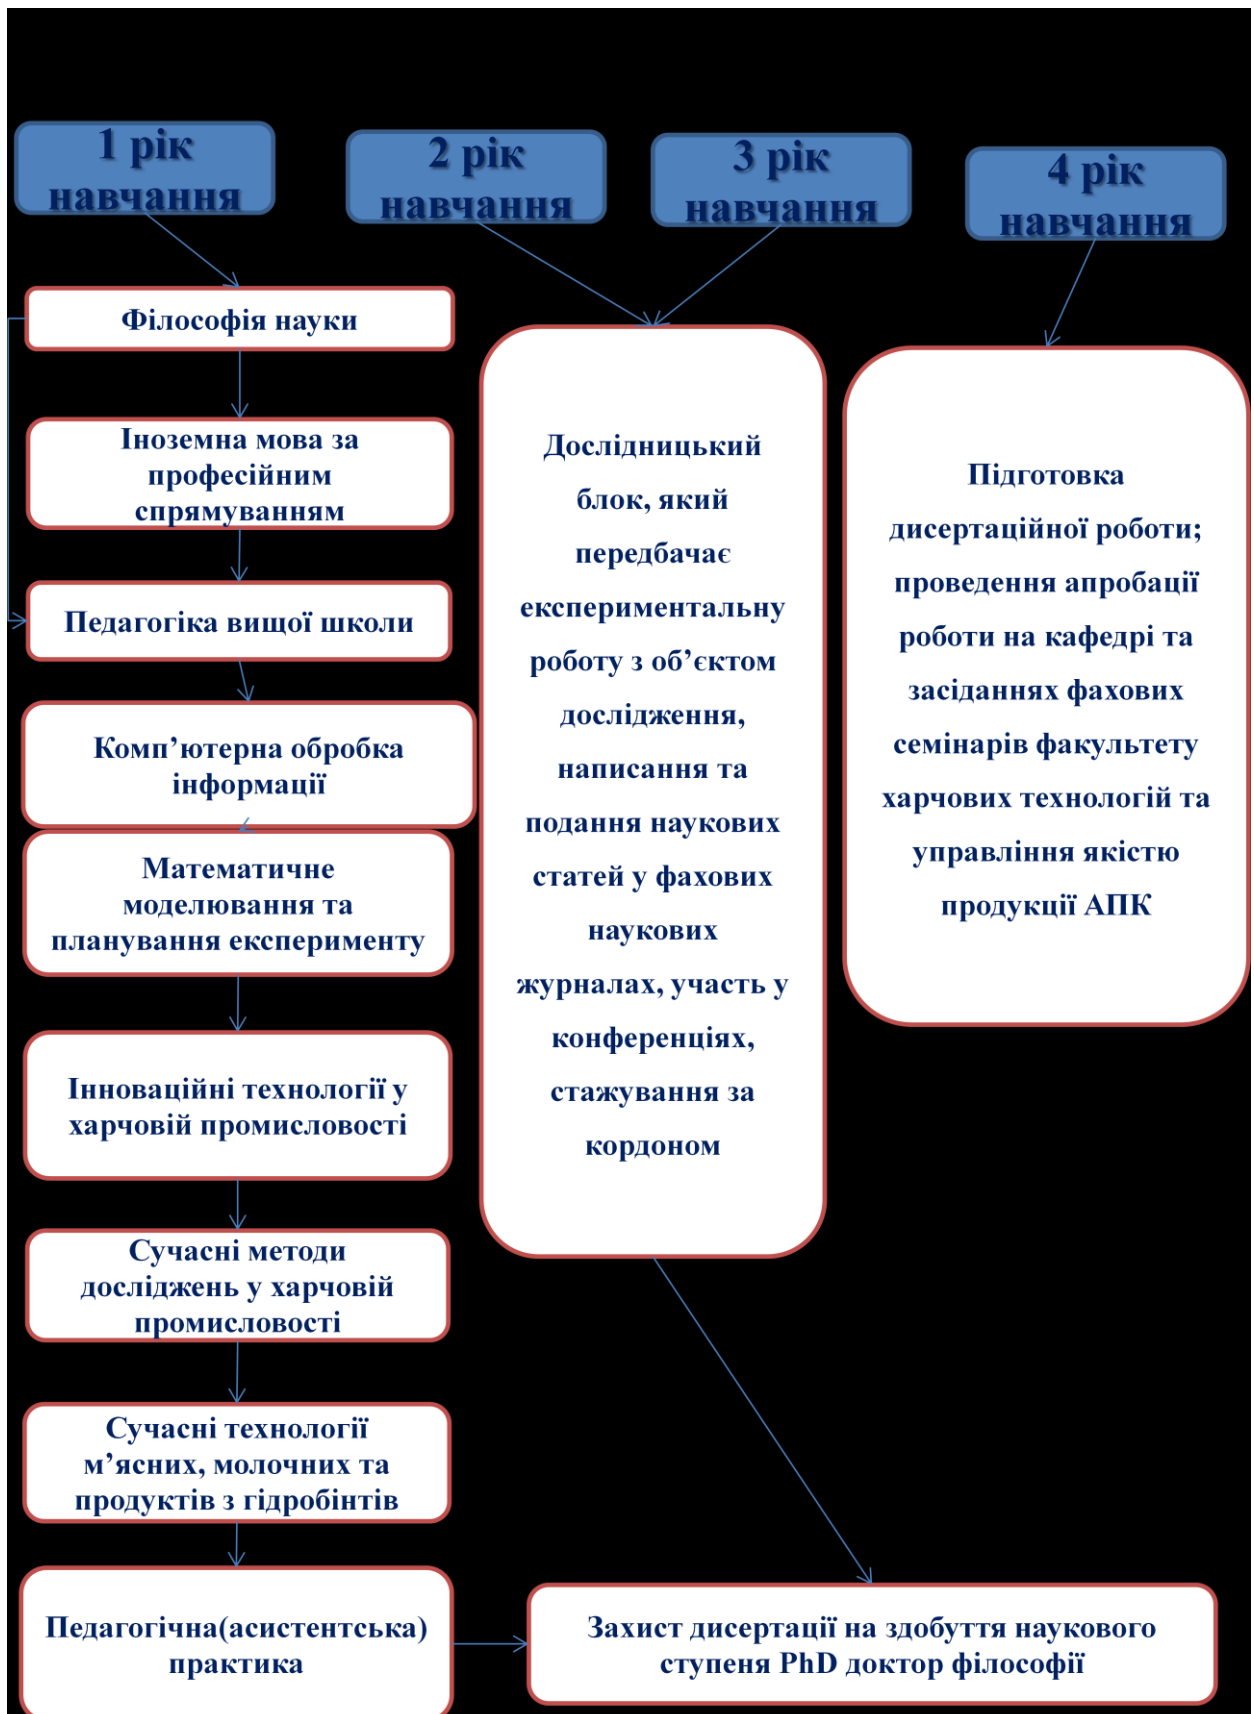 1 рік
навчання
2 рік
навчання
3 рік
навчання
4 рік
навчання
Філософія науки
Іноземна мова за
професійним
спрямуванням
Педагогіка вищої школи
Комп’ютерна обробка
інформації
Математичне
моделювання та
планування експерименту
Інноваційні технології у
харчовій промисловості
Сучасні методи
досліджень у харчовій
промисловості
Сучасні технології
м’ясних, молочних та
продуктів з гідробінтів
Педагогічна(асистентська)
практика
Дослідницький
блок, який
передбачає
експериментальну
роботу з об’єктом
дослідження,
написання та
подання наукових
статей у фахових
наукових
журналах, участь у
конференціях,
стажування за
кордоном
Підготовка
дисертаційної роботи;
проведення апробації
роботи на кафедрі та
засіданнях фахових
семінарів факультету
харчових технологій та
управління якістю
продукції АПК
Захист дисертації на здобуття наукового
ступеня PhD доктор філософії